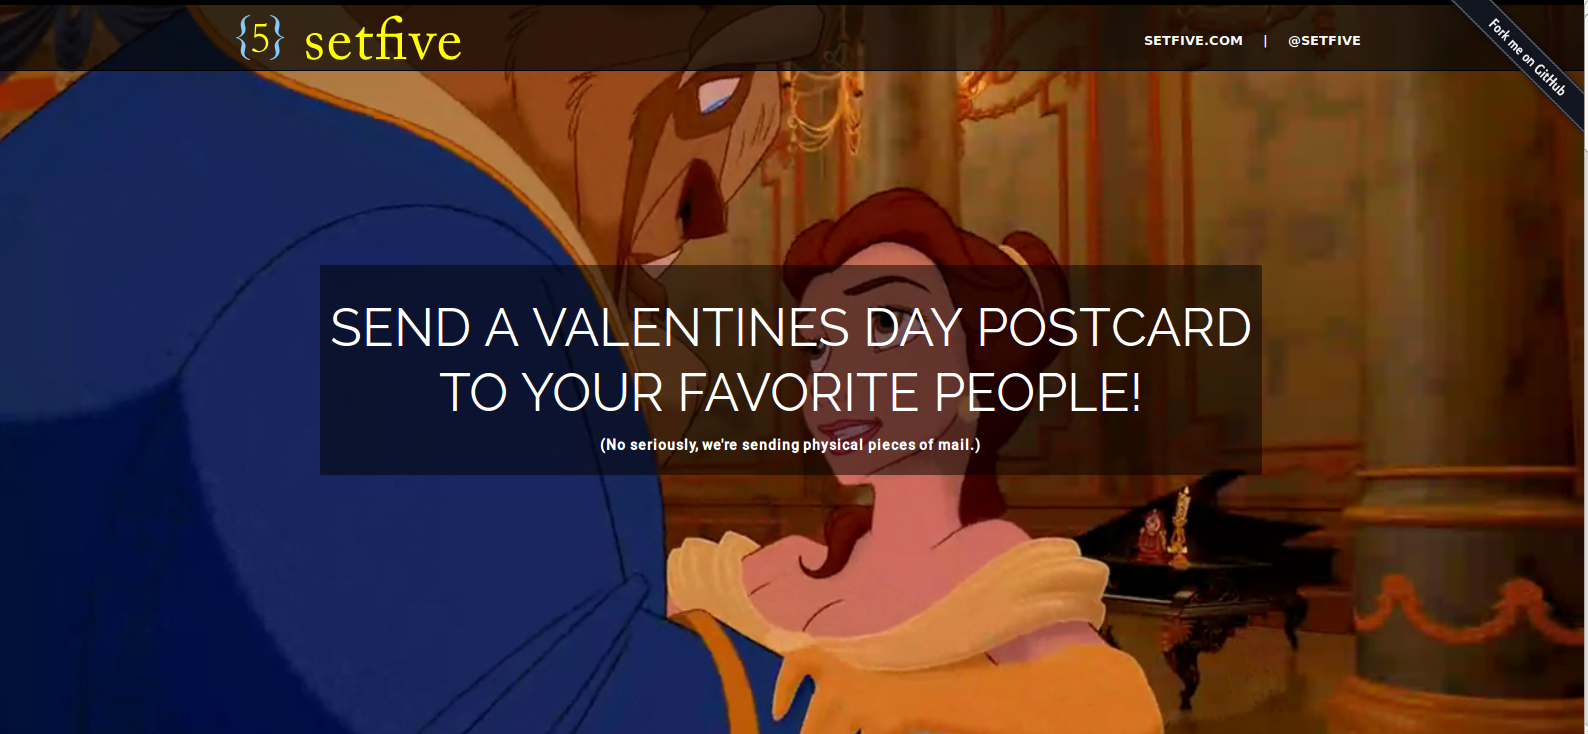 {5} setfive
SETFIVE.COM | @SETFIVE
Fork me on GitHub
SEND A VALENTINES DAY POSTCARD
TO YOUR FAVORITE PEOPLE!
(No seriously, we're sending physical pieces of mail.)